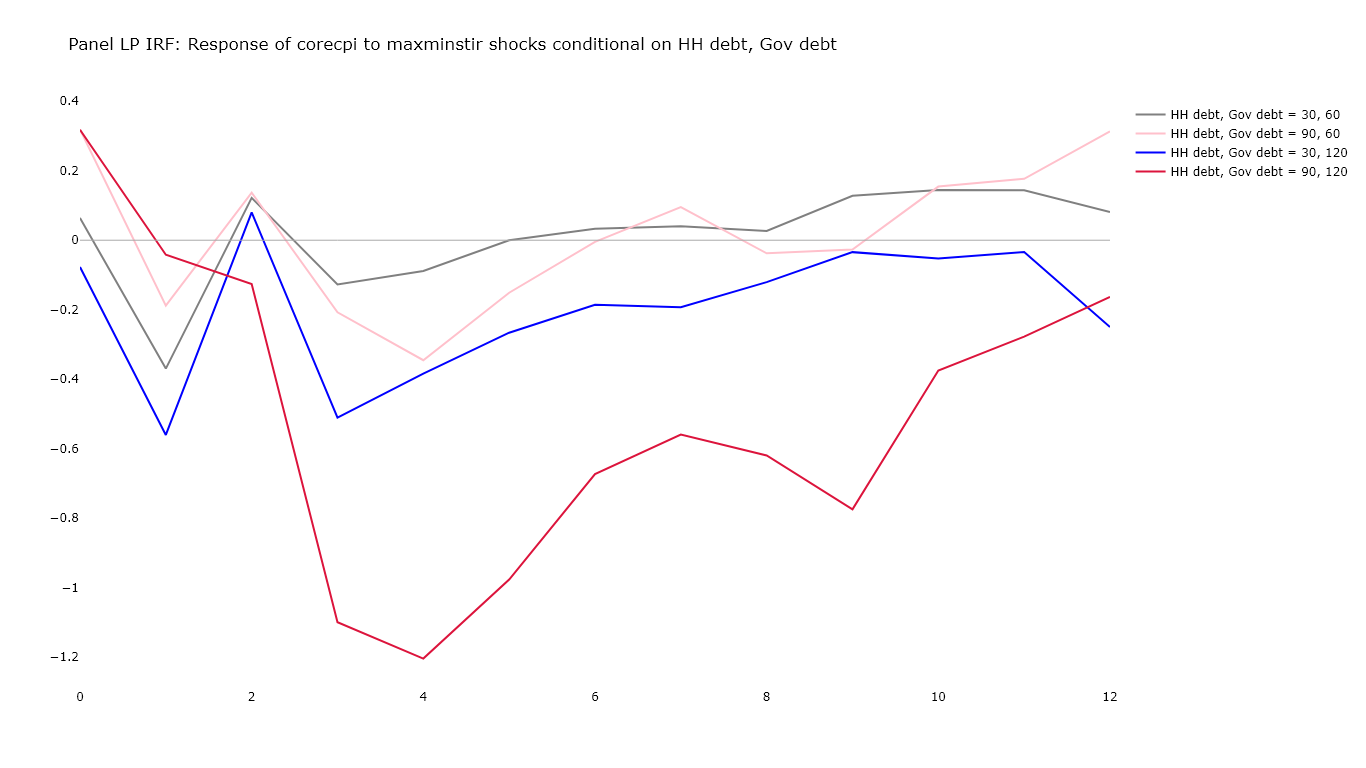 Panel LP IRF: Response of corecpi to maxminstir shocks conditional on HH debt, Gov debt
0.4
0.2
0
−0.2
−0.4
−0.6
−0.8
−1
−1.2
0 2 4 6 8 10 12
HH debt, Gov debt = 30, 60
HH debt, Gov debt = 90, 60
HH debt, Gov debt = 30, 120
HH debt, Gov debt = 90, 120